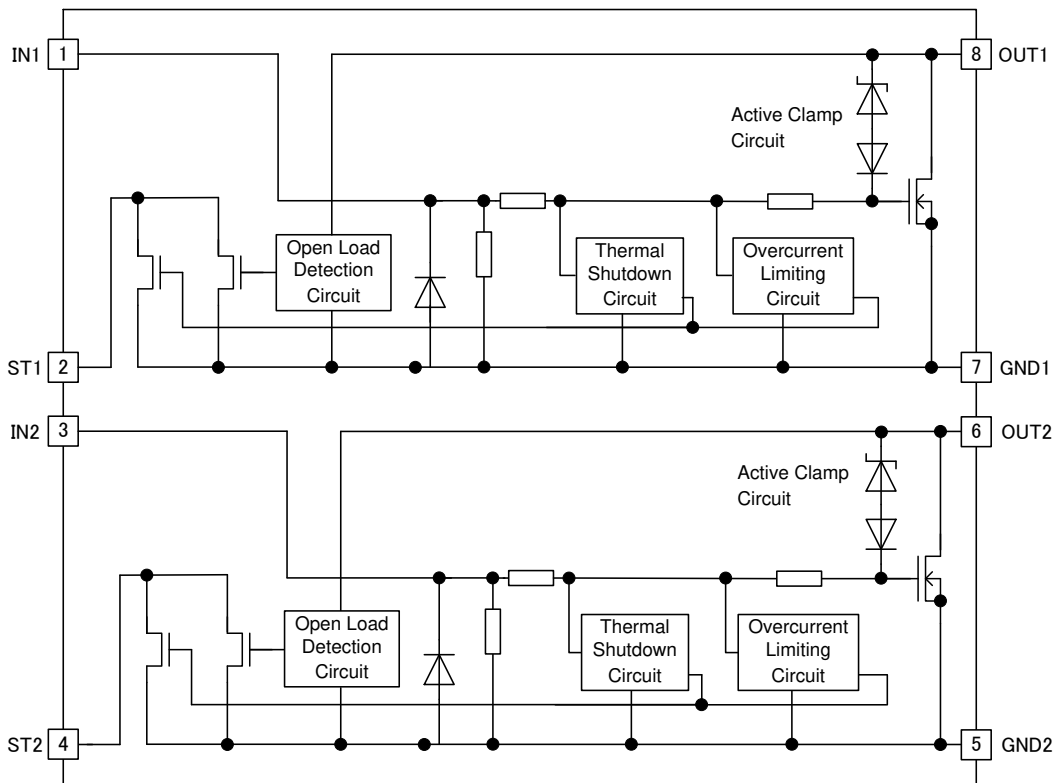 IN1 1
8 OUT1
Active Clamp
Circuit
Open Load
Detection
Circuit
Thermal
Shutdown
Circuit
Overcurrent
Limiting
Circuit
ST1 2
7 GND1
IN2 3
6 OUT2
Active Clamp
Circuit
Open Load
Detection
Circuit
Thermal
Shutdown
Circuit
Overcurrent
Limiting
Circuit
ST2 4
5 GND2